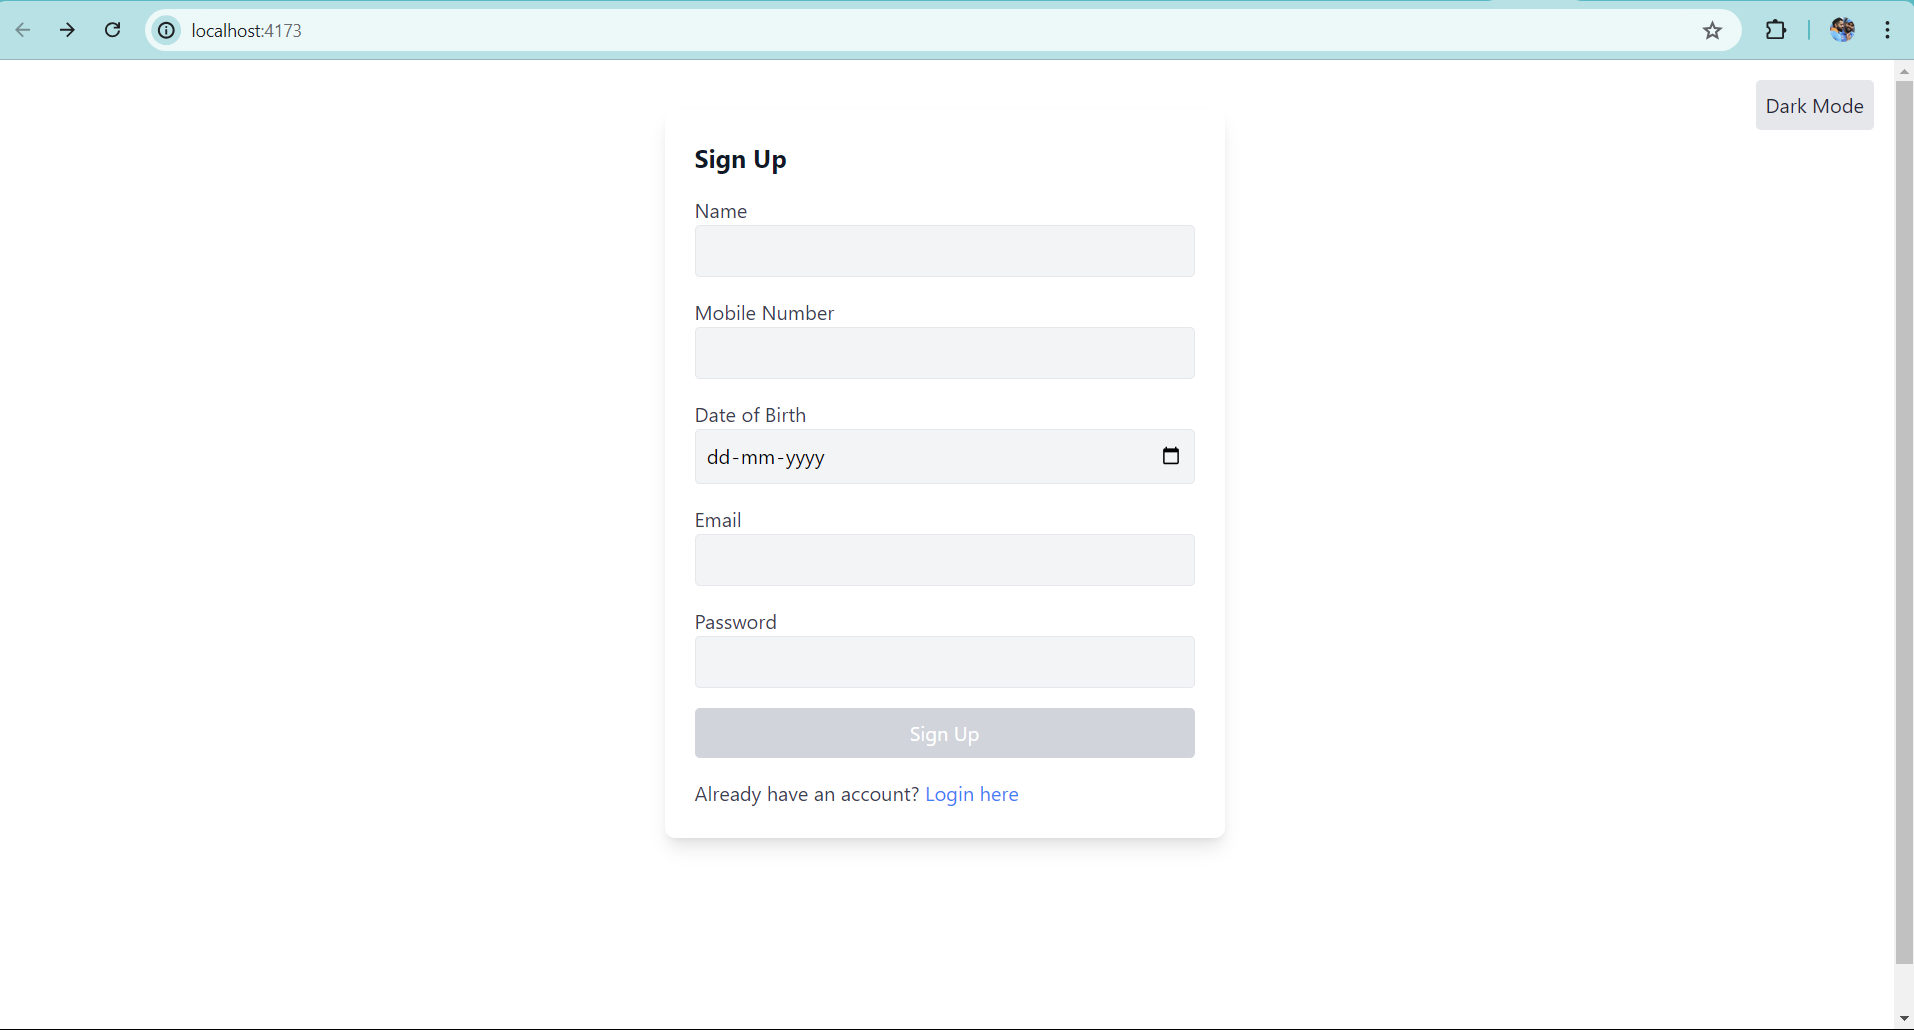 localhost:4173
Dark Mode
Sign Up
Name
Mobile Number
Date of Birth
dd-mm-yyyy
Email
Password
Sign Up
Already have an account? Login here